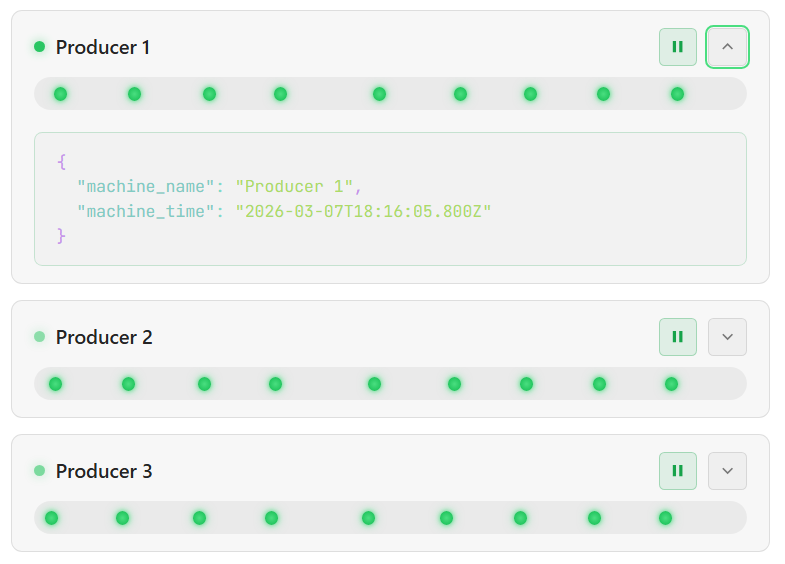 Producer 1
{
  "machine_name": "Producer 1",
  "machine_time": "2026-03-07T18:16:05.800Z"
}
Producer 2
Producer 3